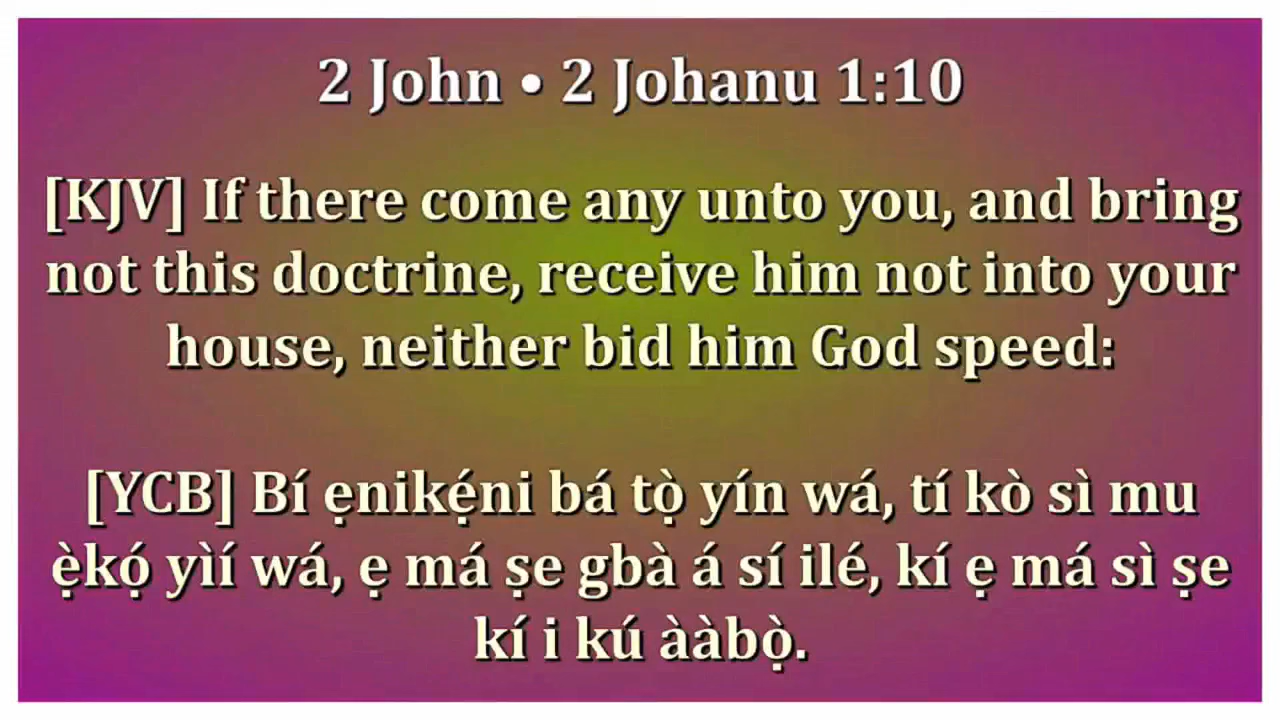 2 John • 2 Johanu 1:10
[KJV] If there come any unto you, and bring
not this doctrine, receive him not into your
house, neither bid him God speed:
[YCB] Bí ẹnikẹ́ni bá tọ̀ yín wá, tí kò sì mu
ẹ̀kọ́ yìí wá, ẹ má ṣe gbà á sí ilé, kí ẹ má sì ṣe
kí i kú ààbọ̀.